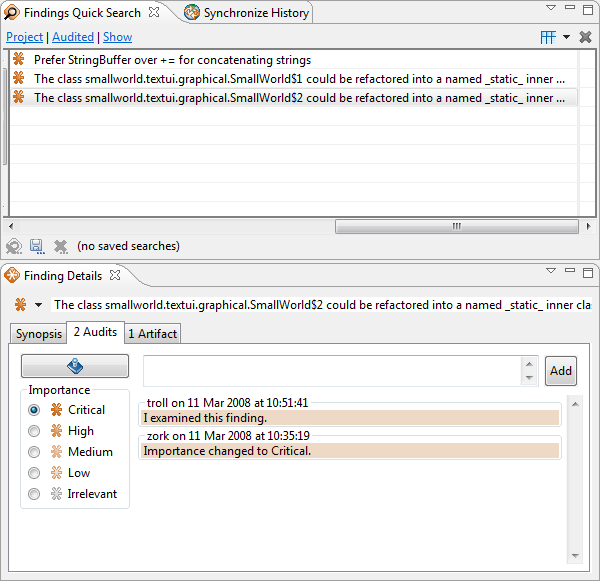 Findings Quick Search
Synchronize History
Project | Audited | Show
Prefer StringBuffer over += for concatenating strings
The class smallworld.textui.graphical.SmallWorld$1 could be refactored into a named _static_ inner ...
The class smallworld.textui.graphical.SmallWorld$2 could be refactored into a named _static_ inner ...
(no saved searches)
Finding Details
The class smallworld.textui.graphical.SmallWorld$2 could be refactored into a named _static_ inner cla
Synopsis 2 Audits 1 Artifact
Add
Importance
Critical
High
Medium
Low
Irrelevant
troll on 11 Mar 2008 at 10:51:41
I examined this finding.
zork on 11 Mar 2008 at 10:35:19
Importance changed to Critical.